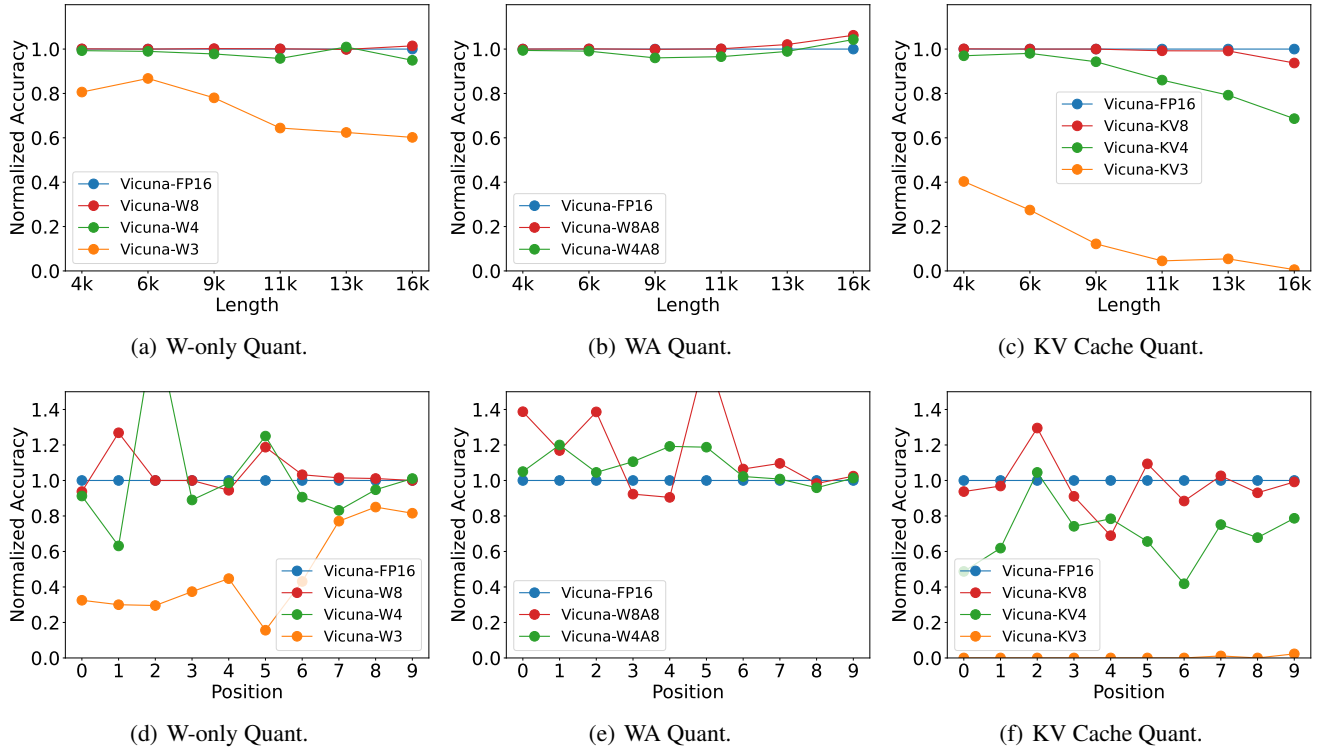 Normalized Accuracy
1.0
0.8
0.6
0.4
0.2
0.0
Vicuna-FP16
Vicuna-W8
Vicuna-W4
Vicuna-W3
4k 6k 9k 11k 13k 16k
Length
(a) W-only Quant.
Normalized Accuracy
1.0
0.8
0.6
0.4
0.2
0.0
Vicuna-FP16
Vicuna-W8A8
Vicuna-W4A8
4k 6k 9k 11k 13k 16k
Length
(b) WA Quant.
Normalized Accuracy
1.0
0.8
0.6
0.4
0.2
0.0
Vicuna-FP16
Vicuna-KV8
Vicuna-KV4
Vicuna-KV3
4k 6k 9k 11k 13k 16k
Length
(c) KV Cache Quant.
Normalized Accuracy
1.4
1.2
1.0
0.8
0.6
0.4
0.2
0.0
Vicuna-FP16
Vicuna-W8
Vicuna-W4
Vicuna-W3
0 1 2 3 4 5 6 7 8 9
Position
(d) W-only Quant.
Normalized Accuracy
1.4
1.2
1.0
0.8
0.6
0.4
0.2
0.0
Vicuna-FP16
Vicuna-W8A8
Vicuna-W4A8
0 1 2 3 4 5 6 7 8 9
Position
(e) WA Quant.
Normalized Accuracy
1.4
1.2
1.0
0.8
0.6
0.4
0.2
0.0
Vicuna-FP16
Vicuna-KV8
Vicuna-KV4
Vicuna-KV3
0 1 2 3 4 5 6 7 8 9
Position
(f) KV Cache Quant.